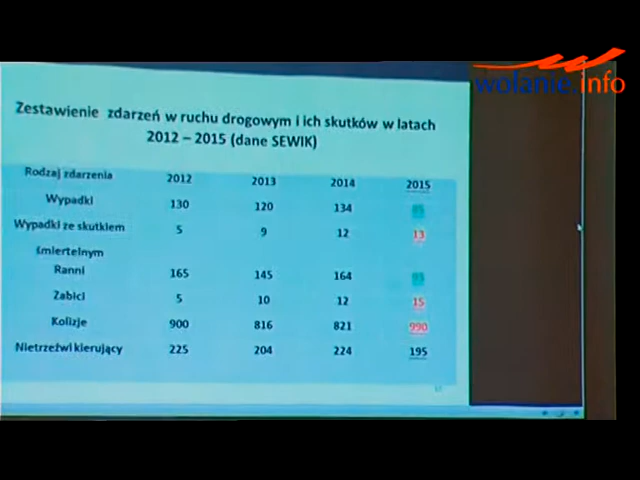 wolanie.info
Zestawienie zdarzeń w ruchu drogowym i ich skutków w latach
2012 – 2015 (dane SEWIK)
Rodzaj zdarzenia 2012 2013 2014 2015
Wypadki 130 120 134
Wypadki ze skutkiem 5 9 12 13
śmiertelnym
Ranni 165 145 164
Zabici 5 10 12 15
Kolizje 900 816 821 990
Nietrzeźwi kierujący 225 204 224 195